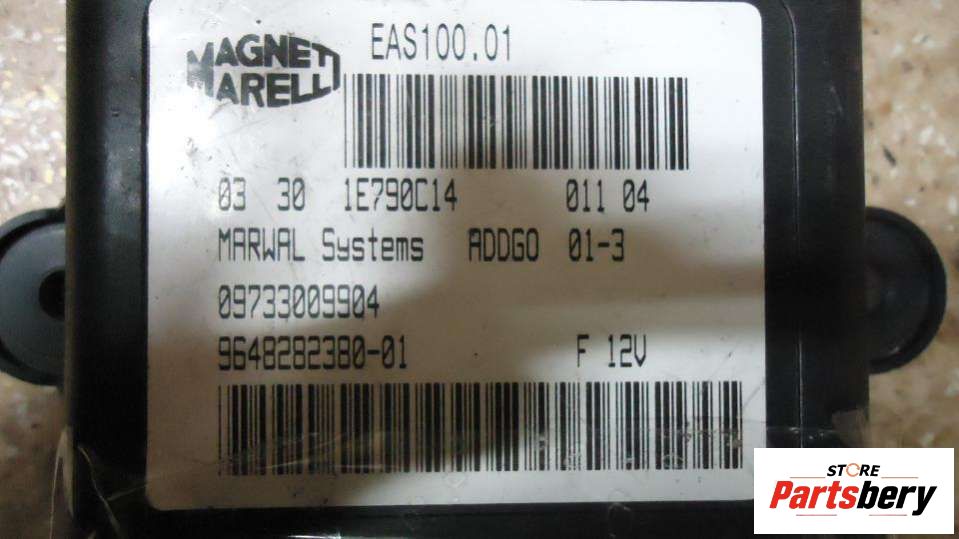 MAGNETI
MARELLI
EAS100.01
03 30 1E790C14 011 04
MARWAL Systems ADDGO 01-3
09733009904
9648282380-01 F 12V
STORE
Partsbery